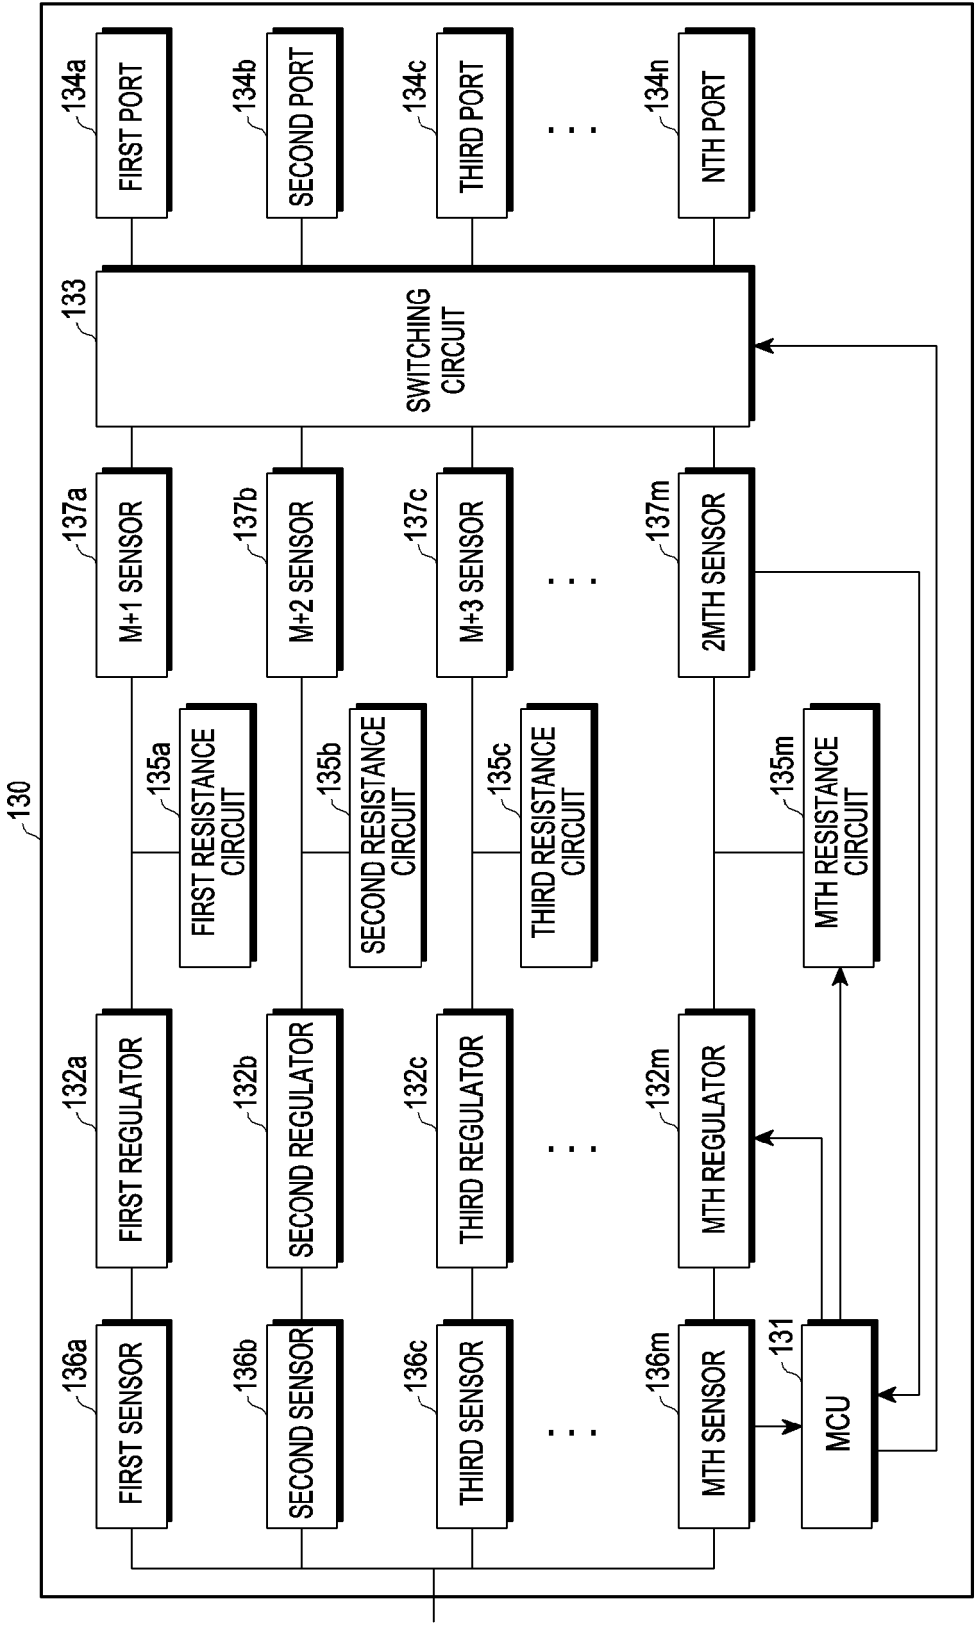 130
136a
FIRST SENSOR
132a
FIRST REGULATOR
135a
FIRST RESISTANCE
CIRCUIT
137a
M+1 SENSOR
133
SWITCHING
CIRCUIT
134a
FIRST PORT
136b
SECOND SENSOR
132b
SECOND REGULATOR
135b
SECOND RESISTANCE
CIRCUIT
137b
M+2 SENSOR
134b
SECOND PORT
136c
THIRD SENSOR
132c
THIRD REGULATOR
135c
THIRD RESISTANCE
CIRCUIT
137c
M+3 SENSOR
134c
THIRD PORT
. . .
. . .
. . .
. . .
136m
MTH SENSOR
132m
MTH REGULATOR
135m
MTH RESISTANCE
CIRCUIT
137m
2MTH SENSOR
134n
NTH PORT
131
MCU